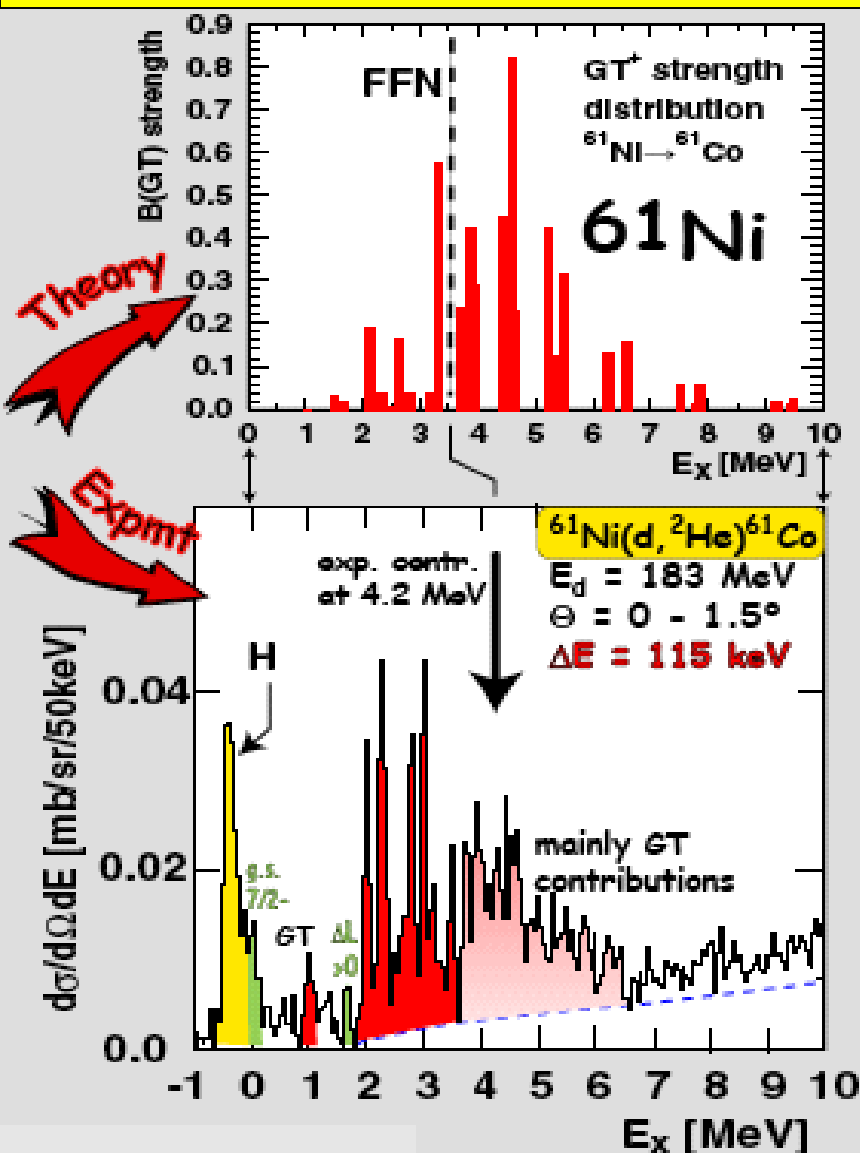 0.9
0.8
0.7
0.6
0.5
0.4
0.3
0.2
0.1
0.0
B(GT) strength
FFN
GT⁺ strength
distribution
⁶¹Ni→⁶¹Co
⁶¹Ni
Theory
0 1 2 3 4 5 6 7 8 9 10
Eₓ [MeV]
Expmt
exp. contr.
at 4.2 MeV
⁶¹Ni(d, ²He)⁶¹Co
E_d = 183 MeV
Θ = 0 - 1.5°
ΔE = 115 keV
H
dσ/dΩdE [mb/sr/50keV]
0.04
0.02
0.0
g.s.
7/2-
GT
ΔL
>0
mainly GT
contributions
-1 0 1 2 3 4 5 6 7 8 9 10
Eₓ [MeV]